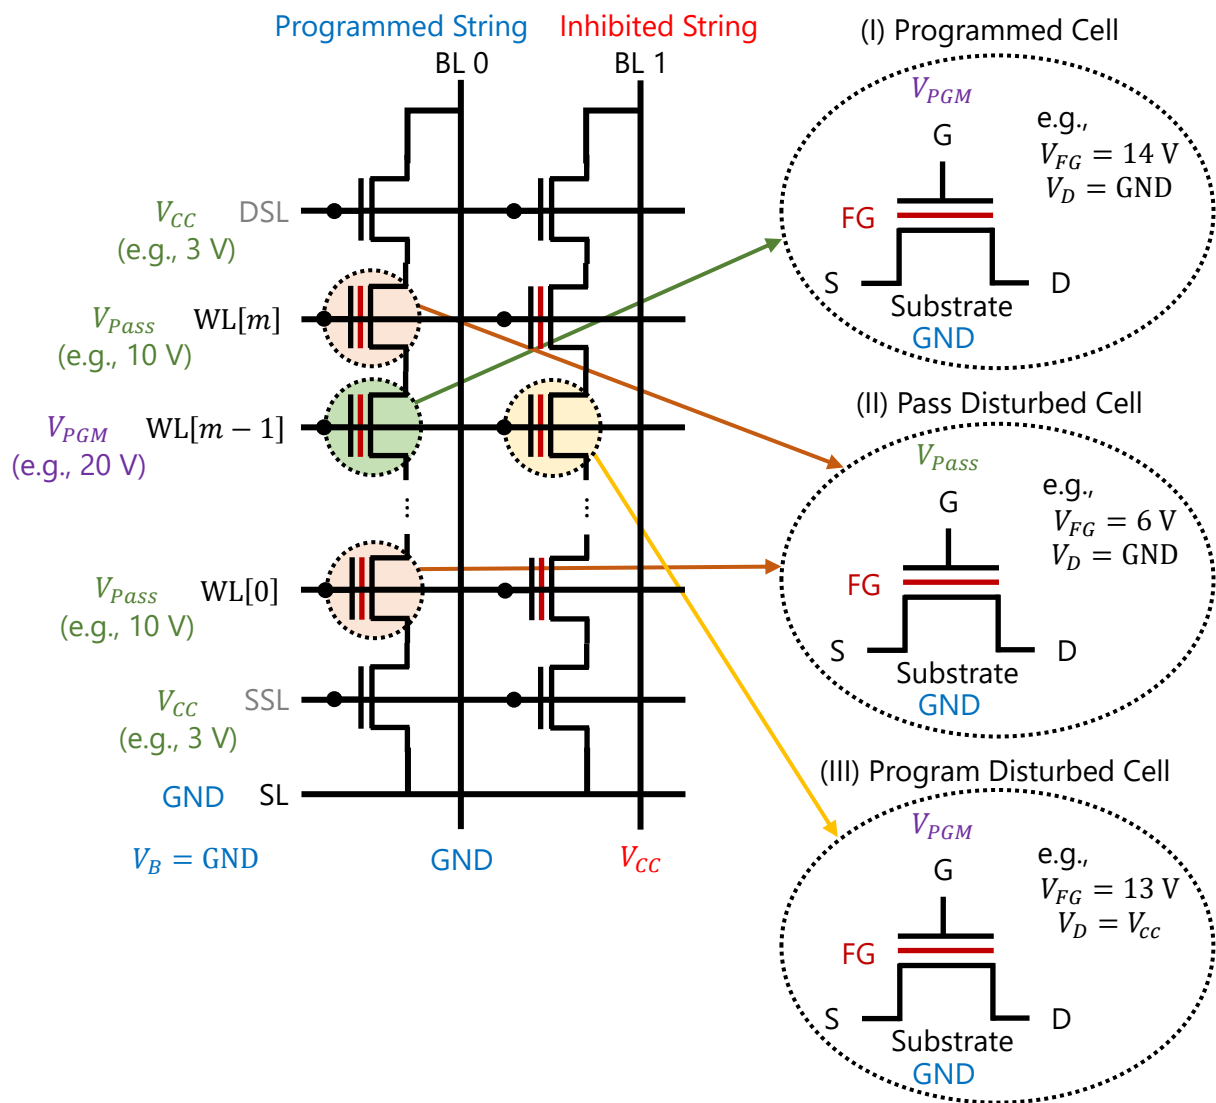 Programmed String
Inhibited String
BL 0
BL 1
V_CC
(e.g., 3 V)
DSL
V_Pass
(e.g., 10 V)
WL[m]
V_PGM
(e.g., 20 V)
WL[m − 1]
⋮
⋮
V_Pass
(e.g., 10 V)
WL[0]
V_CC
(e.g., 3 V)
SSL
GND
SL
V_B = GND
GND
V_CC
(I) Programmed Cell
V_PGM
G
e.g.,
V_FG = 14 V
V_D = GND
FG
S
D
Substrate
GND
(II) Pass Disturbed Cell
V_Pass
G
e.g.,
V_FG = 6 V
V_D = GND
FG
S
D
Substrate
GND
(III) Program Disturbed Cell
V_PGM
G
e.g.,
V_FG = 13 V
V_D = V_cc
FG
S
D
Substrate
GND